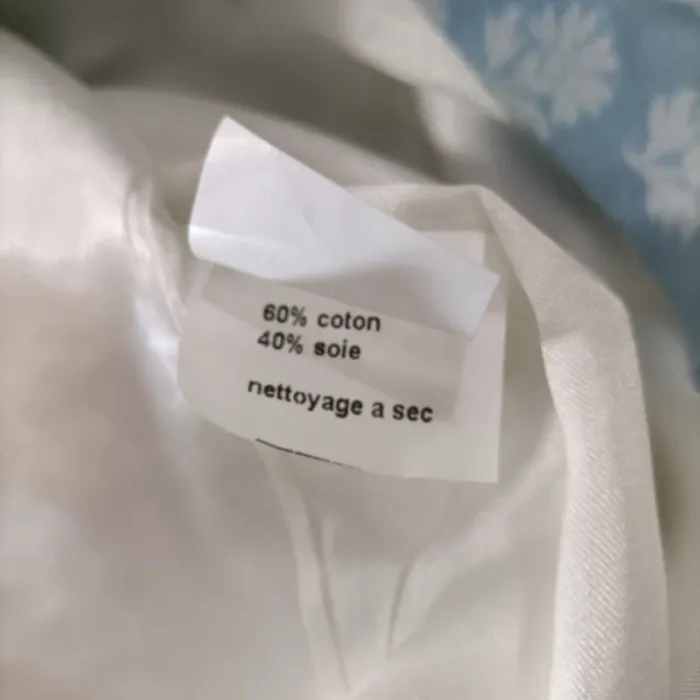 60% coton
40% soie
nettoyage a sec